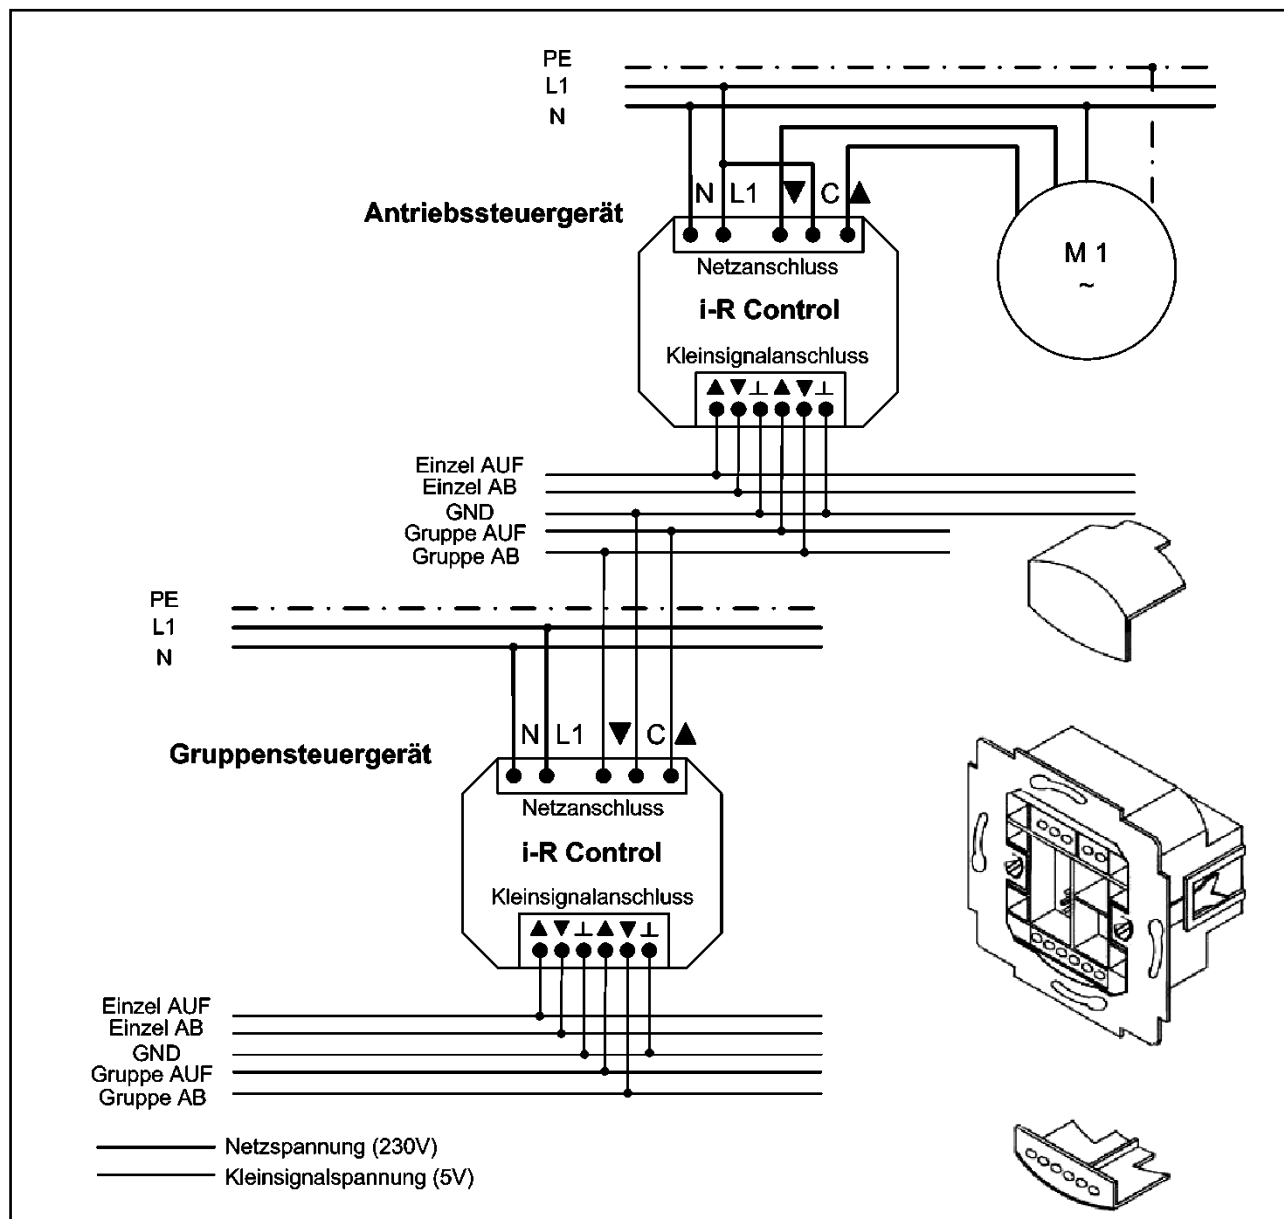 PE
L1
N
N L1 ▼ C ▲
Antriebssteuergerät
M 1
~
Netzanschluss
i-R Control
Kleinsignalanschluss
▲ ▼ ⊥ ▲ ▼ ⊥
Einzel AUF
Einzel AB
GND
Gruppe AUF
Gruppe AB
PE
L1
N
N L1 ▼ C ▲
Gruppensteuergerät
Netzanschluss
i-R Control
Kleinsignalanschluss
▲ ▼ ⊥ ▲ ▼ ⊥
Einzel AUF
Einzel AB
GND
Gruppe AUF
Gruppe AB
Netzspannung (230V)
Kleinsignalspannung (5V)